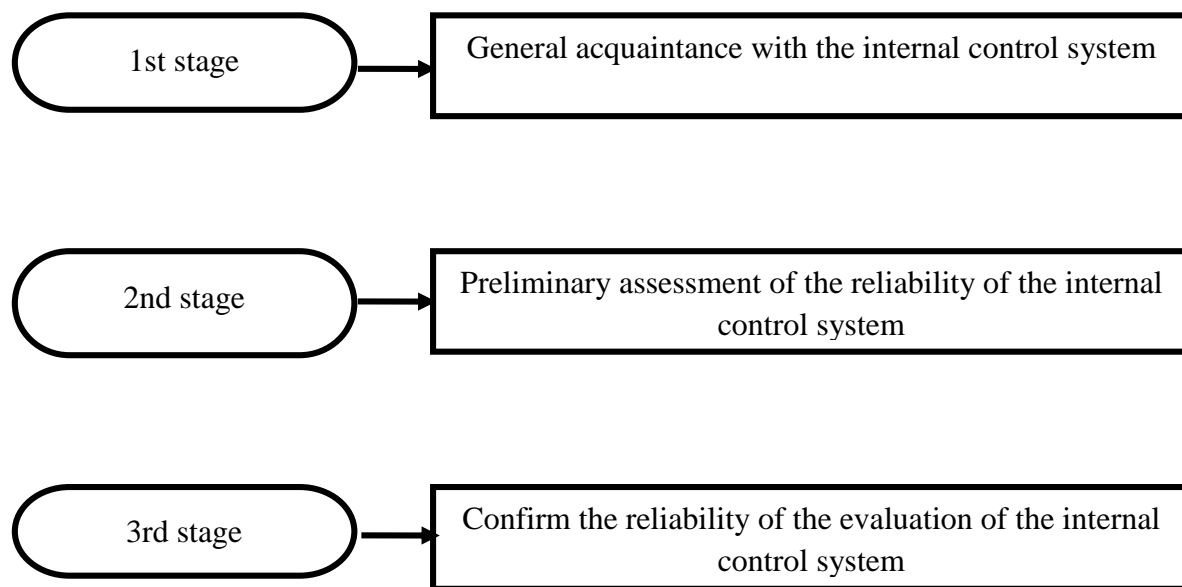 1st stage
General acquaintance with the internal control system
2nd stage
Preliminary assessment of the reliability of the internal
control system
3rd stage
Confirm the reliability of the evaluation of the internal
control system